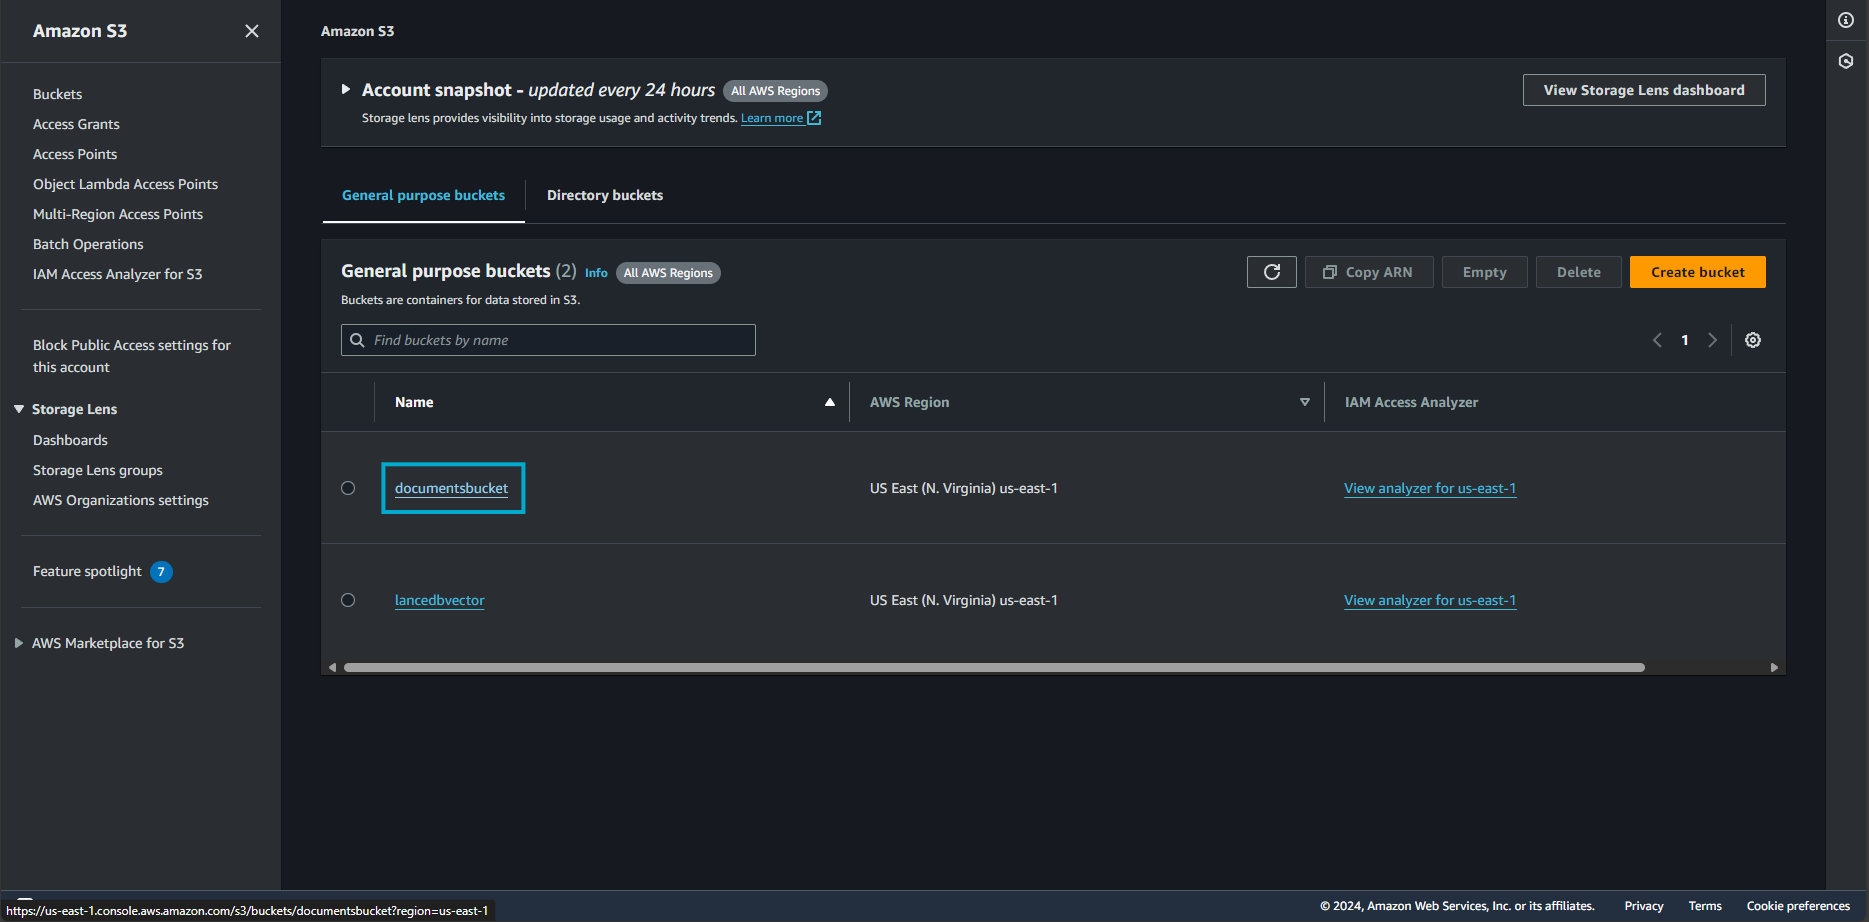 Amazon S3
Buckets
Access Grants
Access Points
Object Lambda Access Points
Multi-Region Access Points
Batch Operations
IAM Access Analyzer for S3
Block Public Access settings for
this account
Storage Lens
Dashboards
Storage Lens groups
AWS Organizations settings
Feature spotlight 7
AWS Marketplace for S3
Amazon S3
Account snapshot - updated every 24 hours All AWS Regions
Storage lens provides visibility into storage usage and activity trends. Learn more
View Storage Lens dashboard
General purpose buckets Directory buckets
General purpose buckets (2) Info All AWS Regions
Buckets are containers for data stored in S3.
Copy ARN Empty Delete Create bucket
Find buckets by name
1
Name AWS Region IAM Access Analyzer
documentsbucket US East (N. Virginia) us-east-1 View analyzer for us-east-1
lancedbvector US East (N. Virginia) us-east-1 View analyzer for us-east-1
https://us-east-1.console.aws.amazon.com/s3/buckets/documentsbucket?region=us-east-1
© 2024, Amazon Web Services, Inc. or its affiliates. Privacy Terms Cookie preferences